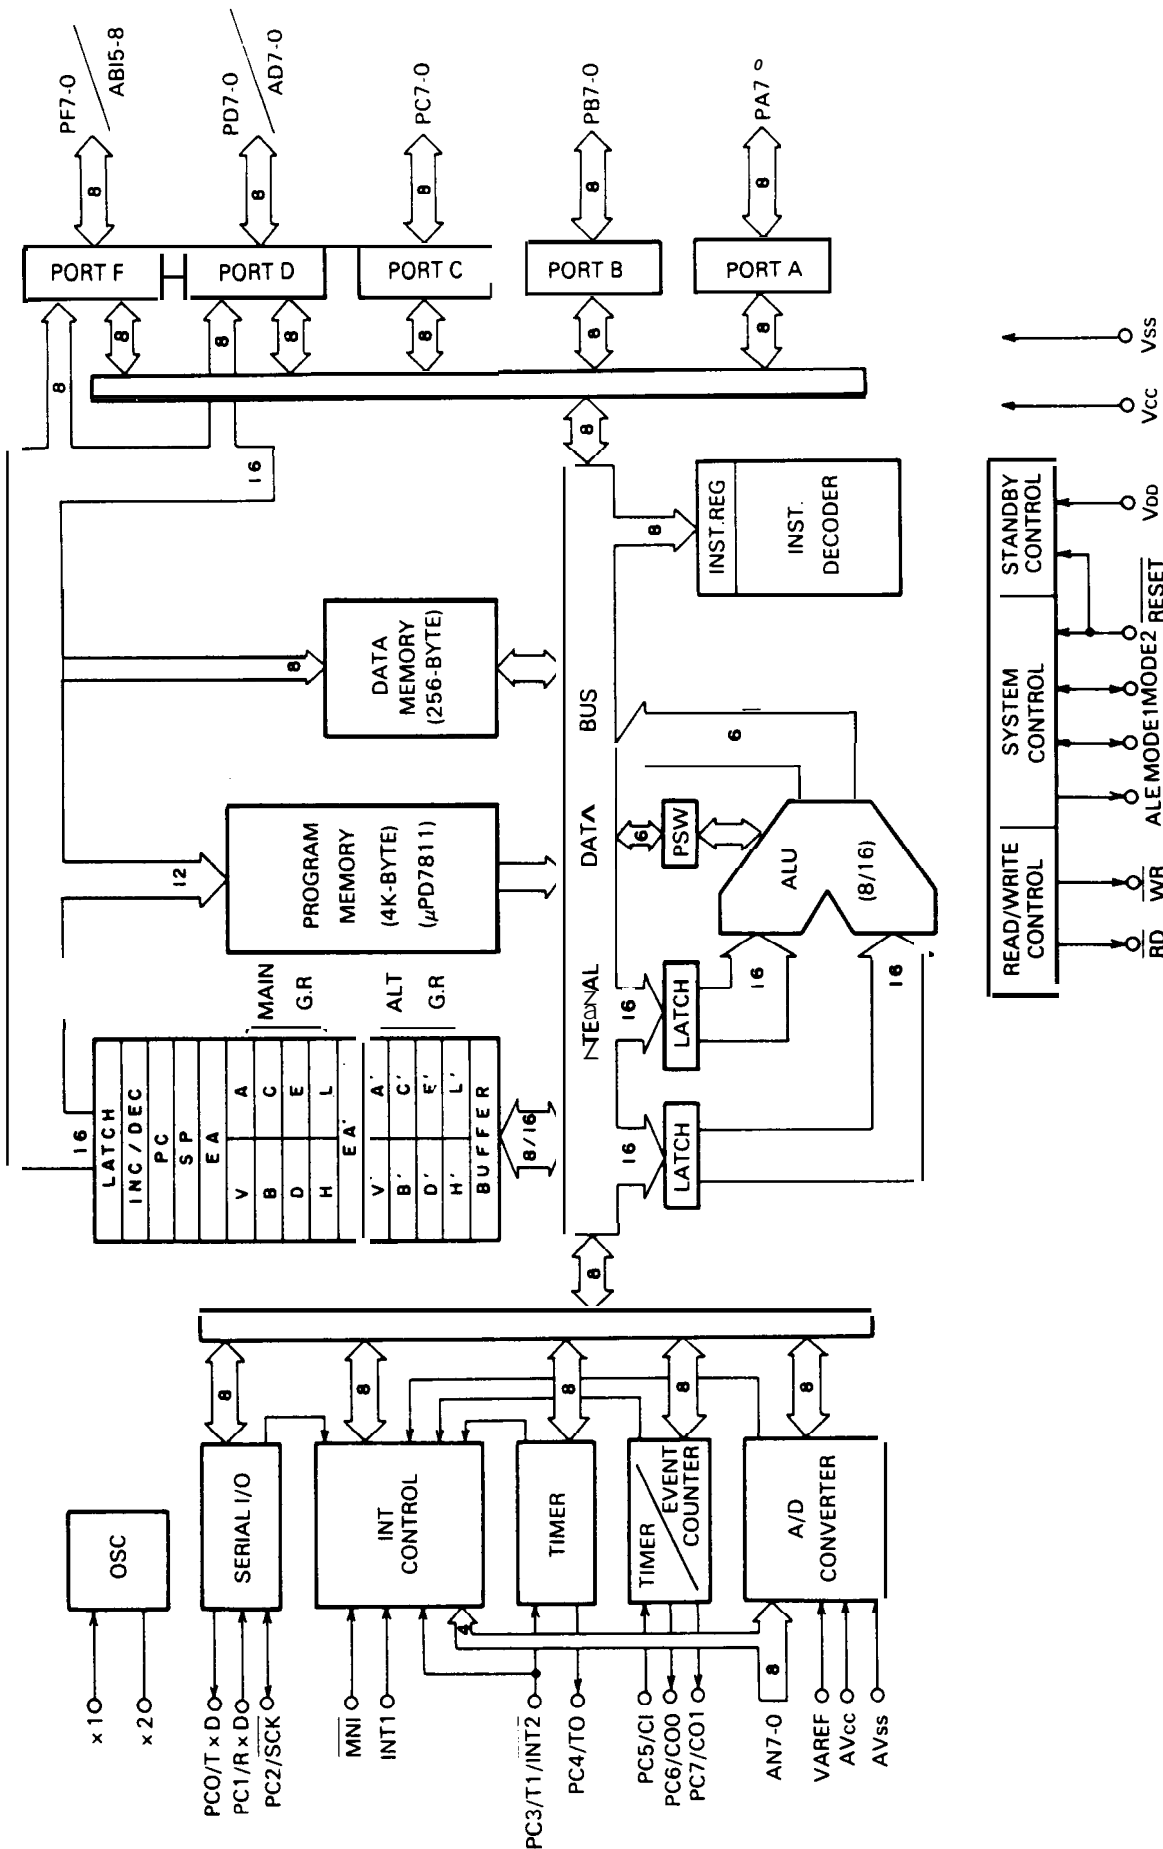 x1
x2
PC0/TxD
PC1/RxD
PC2/SCK
MNI
INT1
PC3/T1/INT2
PC4/TO
PC5/CI
PC6/CO0
PC7/CO1
AN7-0
VAREF
AVCC
AVSS
OSC
SERIAL I/O
INT
CONTROL
TIMER
TIMER
EVENT
COUNTER
A/D
CONVERTER
4
8
8
8
8
8
8
8
16
LATCH
INC/DEC
PC
SP
EA
V A
B C
D E
H L
EA'
V' A'
B' C'
D' E'
H' L'
BUFFER
MAIN
G.R
ALT
G.R
8/16
12
PROGRAM
MEMORY
(4K-BYTE)
(μPD7811)
8
DATA
MEMORY
(256-BYTE)
16
DATA
BUS
16
LATCH
16
LATCH
16
16
6
PSW
ALU
(8/16)
6
8
INST.REG
INST.
DECODER
8
8
8
8
8
8
8
8
PORT F
PORT D
PORT C
PORT B
PORT A
8
8
8
8
8
PF7-0
AB15-8
PD7-0
AD7-0
PC7-0
PB7-0
PA7 0
READ/WRITE
CONTROL
SYSTEM
CONTROL
STANDBY
CONTROL
RD
WR
ALE
MODE1
MODE2
RESET
VDD
VCC
VSS